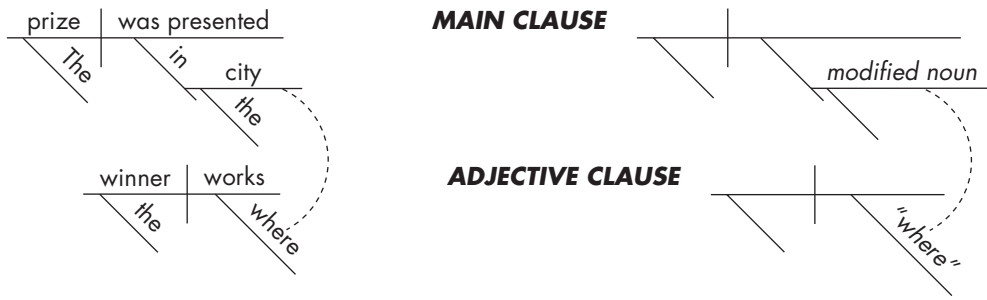 prize was presented MAIN CLAUSE
The in
city modified noun
the
winner works ADJECTIVE CLAUSE
the where "where"